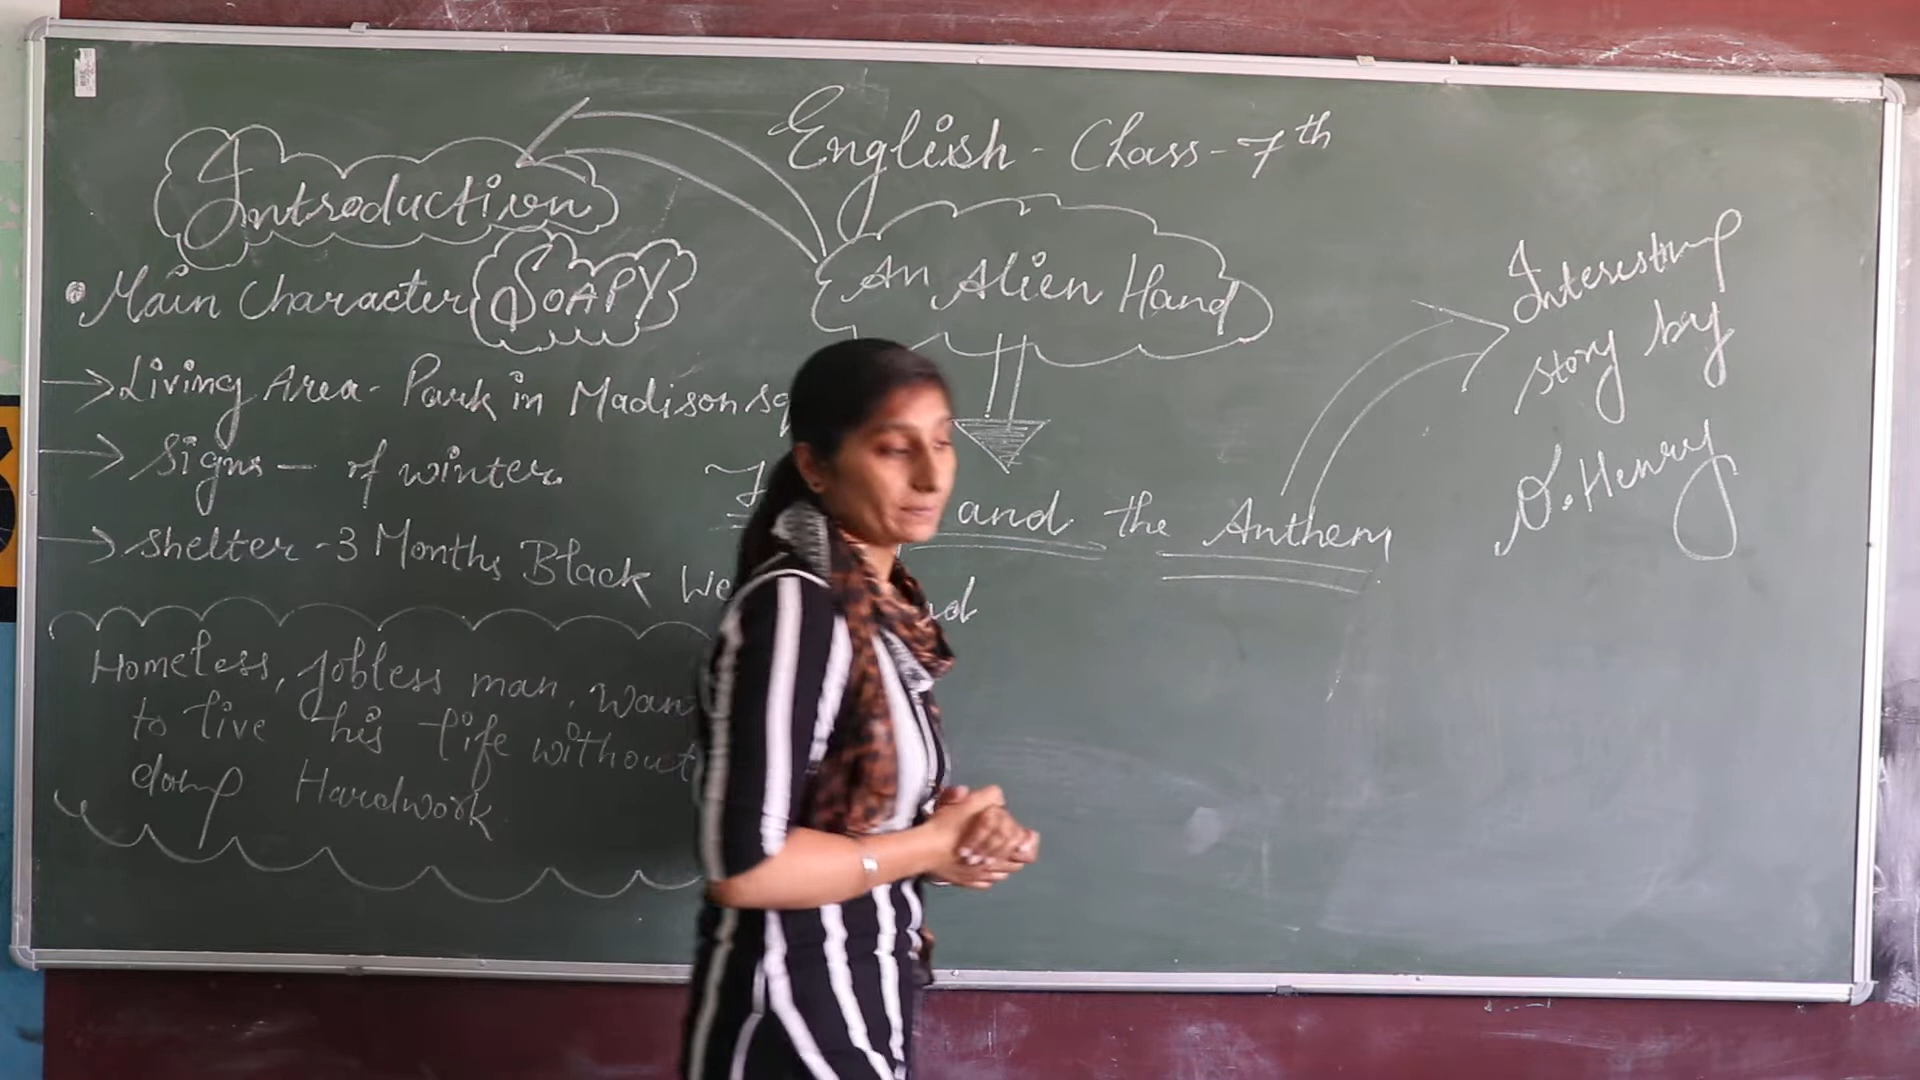 English - Class - 7th
Introduction
An Alien Hand
• Main Character SOAPY
→ Living Area - Park in Madison sq
→ Signs - of winter.
→ Shelter - 3 Months Black We
Homeless, Jobless man, wan
to live his life without
doing Hardwork
and the Anthem
Interesting
story by
O. Henry